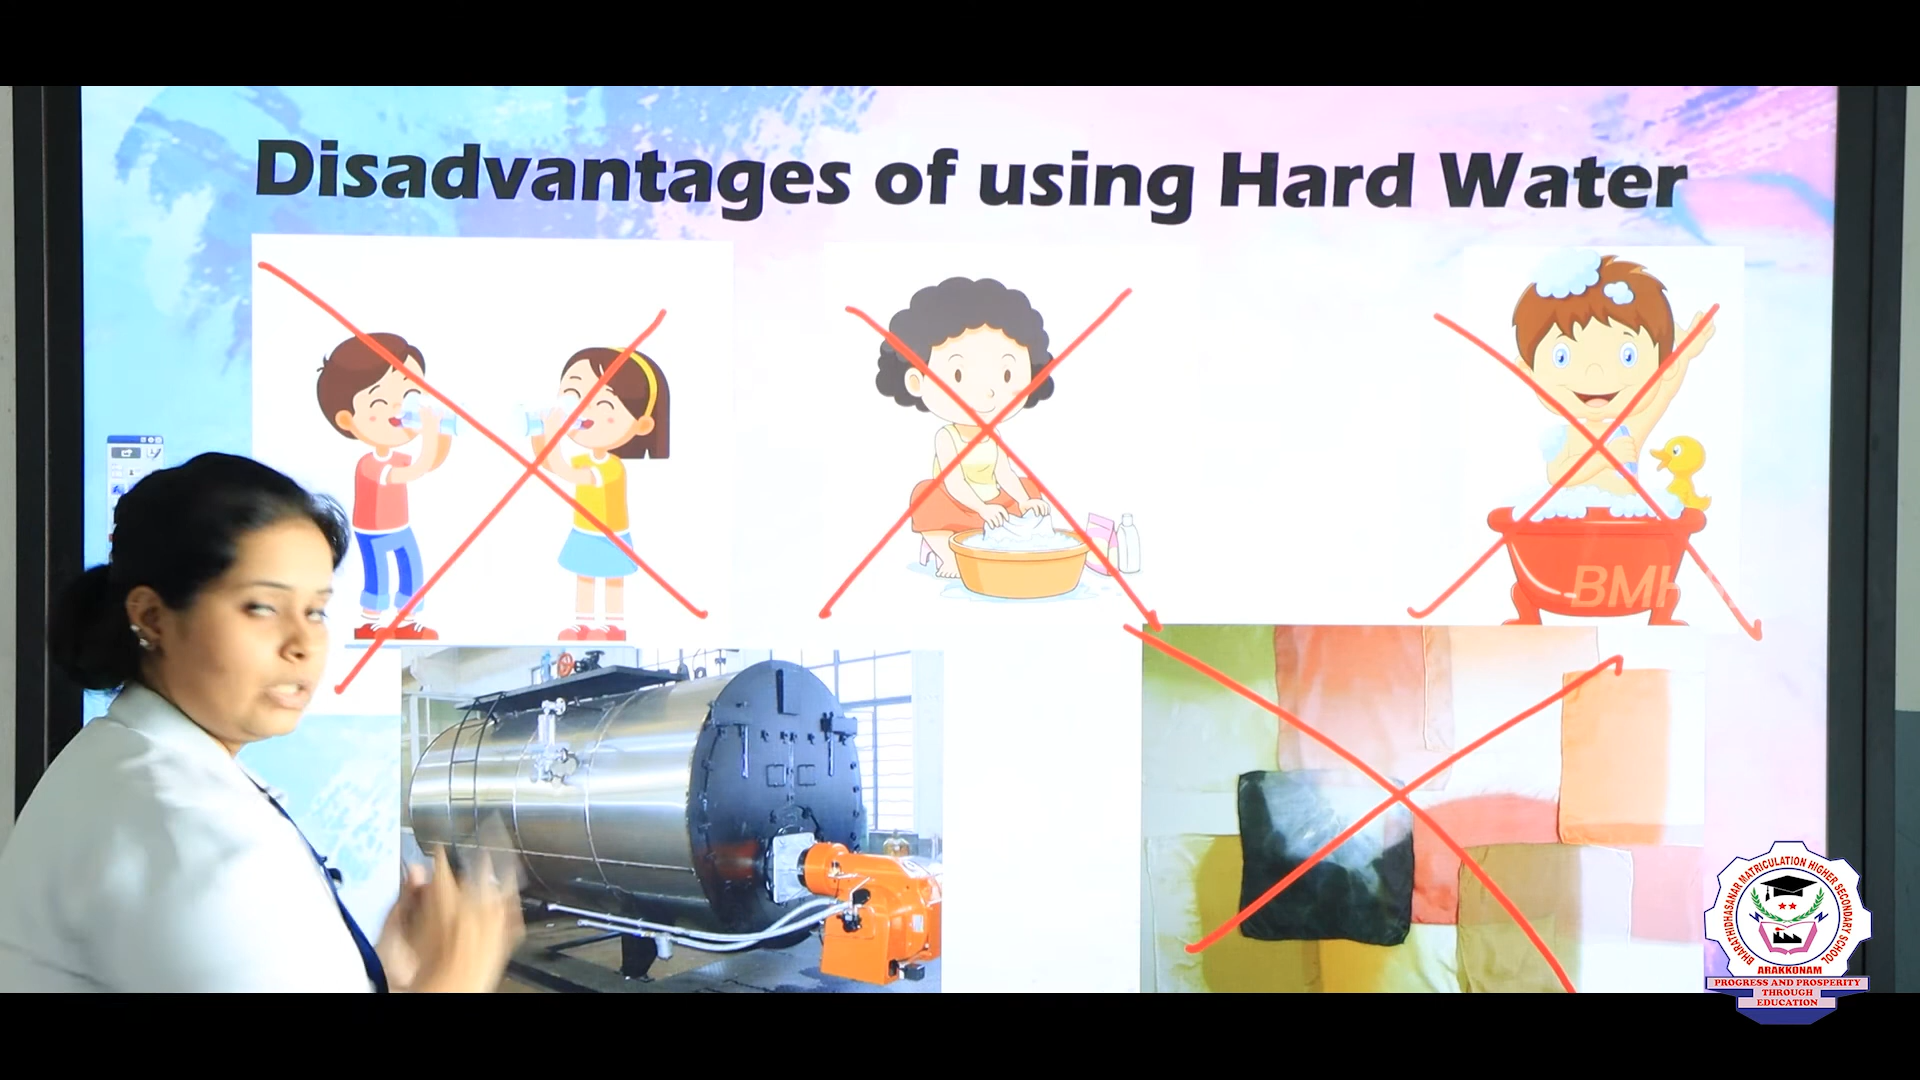 Disadvantages of using Hard Water
BMH
BHARATHIDHASANAR MATRICULATION HIGHER SECONDARY SCHOOL
ARAKKONAM
PROGRESS AND PROSPERITY
THROUGH
EDUCATION